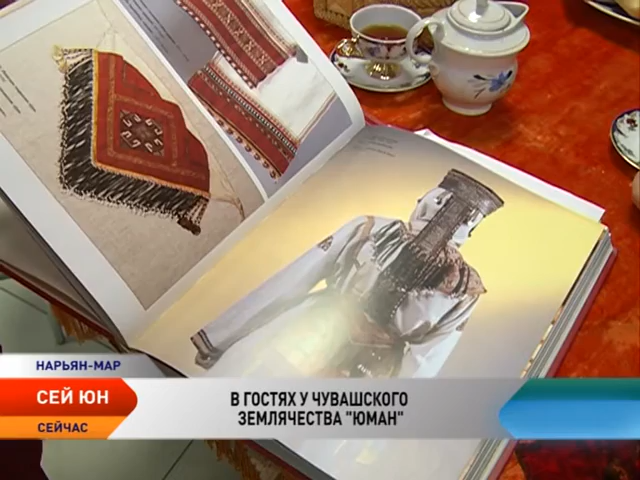 НАРЬЯН-МАР
СЕЙ ЮН
СЕЙЧАС
В ГОСТЯХ У ЧУВАШСКОГО
ЗЕМЛЯЧЕСТВА "ЮМАН"